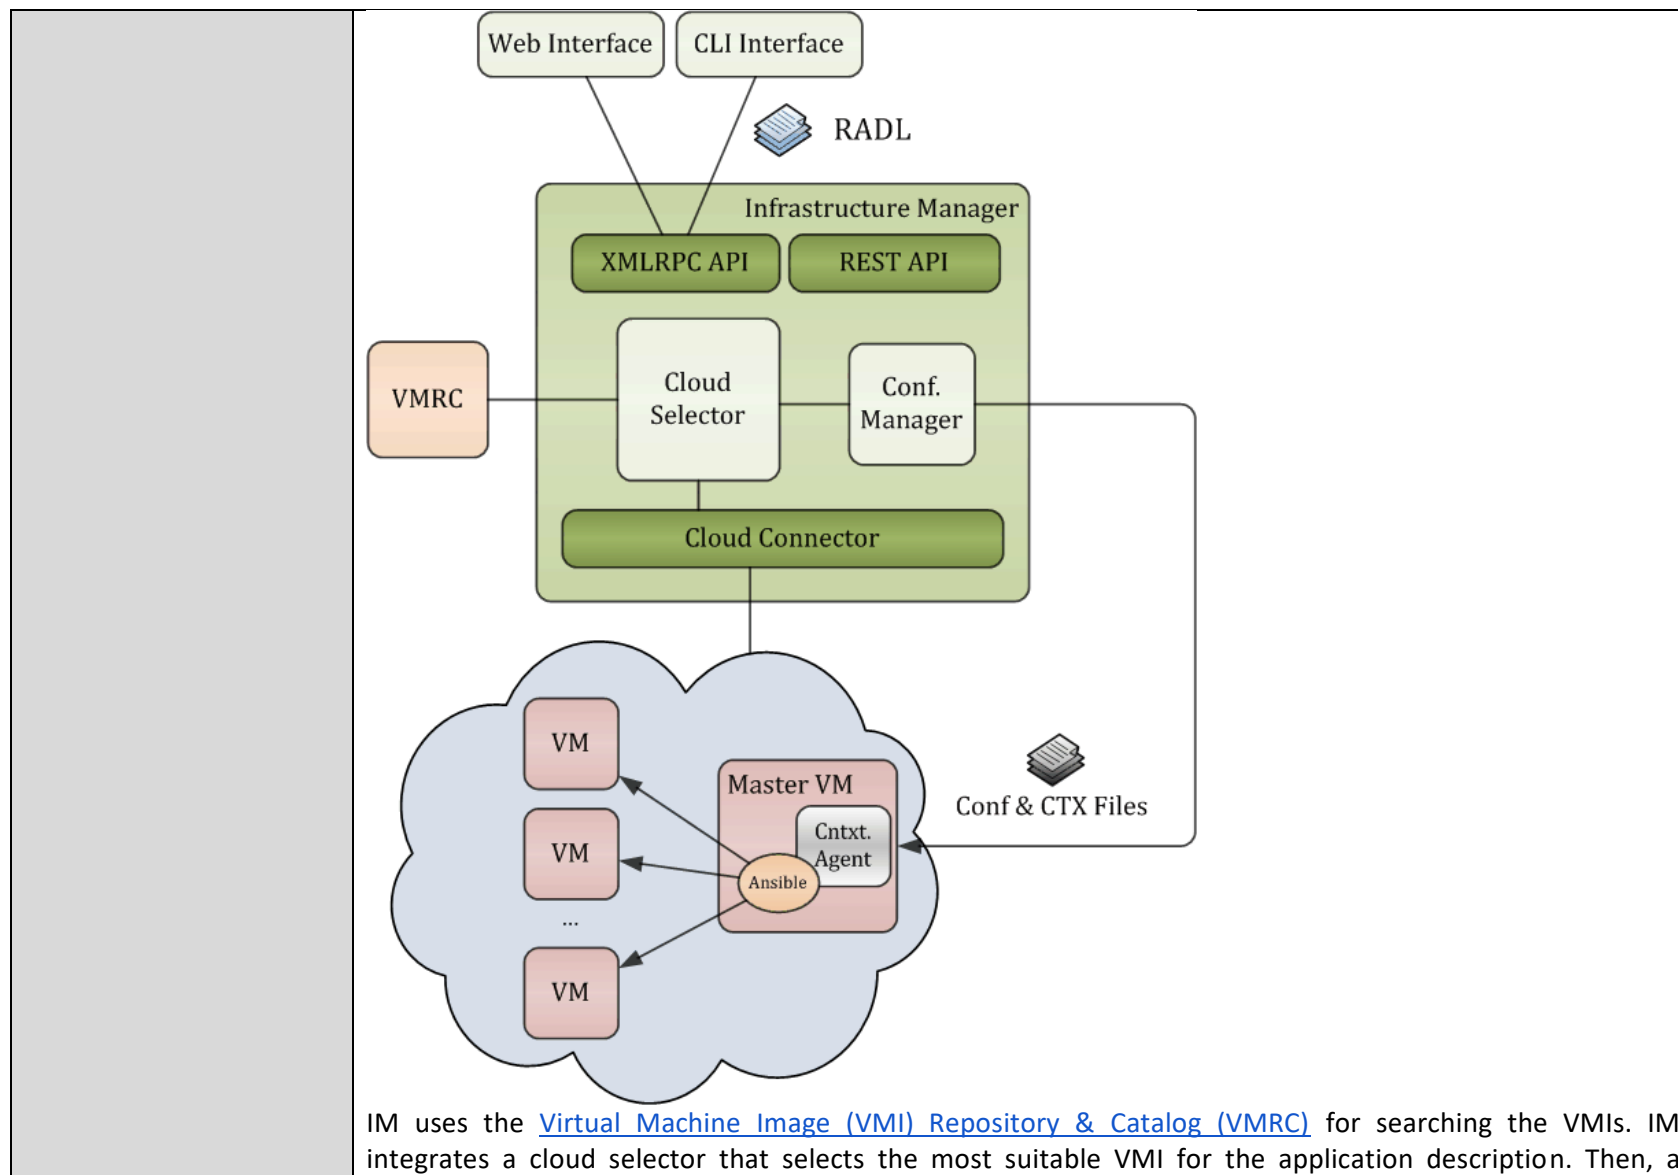 Web Interface
CLI Interface
RADL
Infrastructure Manager
XMLRPC API
REST API
VMRC
Cloud
Selector
Conf.
Manager
Cloud Connector
VM
Master VM
Cntxt.
Agent
Conf & CTX Files
VM
Ansible
...
VM
IM uses the Virtual Machine Image (VMI) Repository & Catalog (VMRC) for searching the VMIs. IM
integrates a cloud selector that selects the most suitable VMI for the application description. Then, a